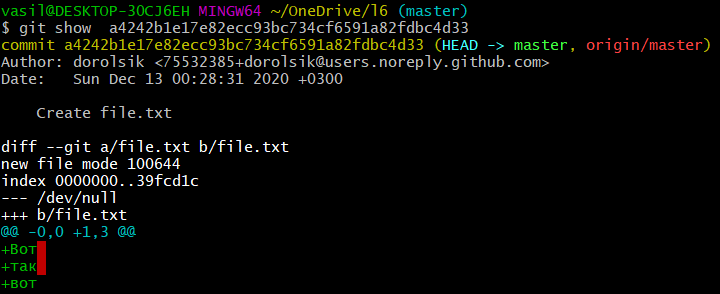 vasil@DESKTOP-3OCJ6EH MINGW64 ~/OneDrive/l6 (master)
$ git show  a4242b1e17e82ecc93bc734cf6591a82fdbc4d33
commit a4242b1e17e82ecc93bc734cf6591a82fdbc4d33 (HEAD -> master, origin/master)
Author: dorolsik <75532385+dorolsik@users.noreply.github.com>
Date:   Sun Dec 13 00:28:31 2020 +0300

    Create file.txt

diff --git a/file.txt b/file.txt
new file mode 100644
index 0000000..39fcd1c
--- /dev/null
+++ b/file.txt
@@ -0,0 +1,3 @@
+Вот
+так
+вот